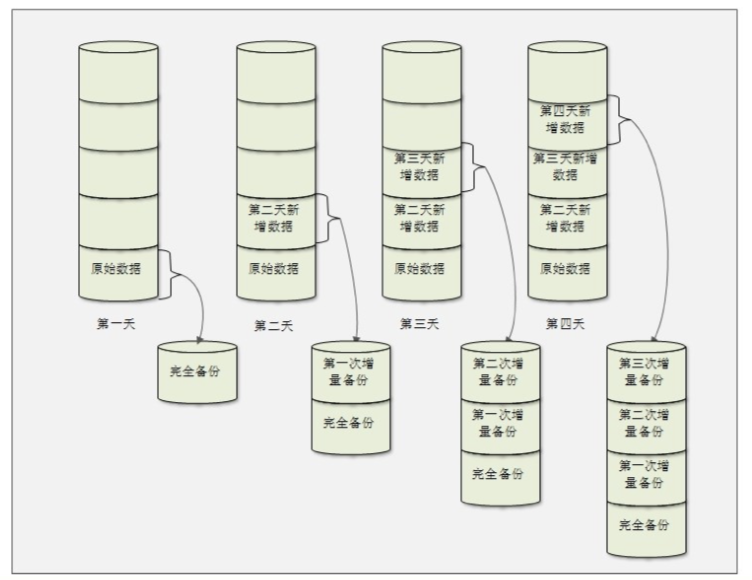 原始数据
第一天
完全备份
第二天新
增数据
原始数据
第二天
第一次增
量备份
完全备份
第三天新
增数据
第二天新
增数据
原始数据
第三天
第二次增
量备份
第一次增
量备份
完全备份
第四天新
增数据
第三天新增
数据
第二天新
增数据
原始数据
第四天
第三次增
量备份
第二次增
量备份
第一次增
量备份
完全备份